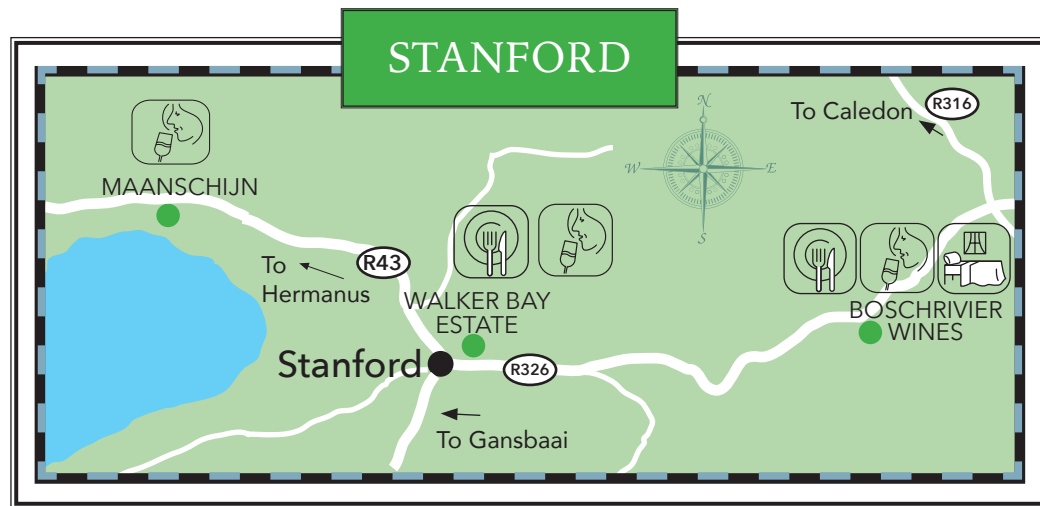 STANFORD
To Caledon
R316
N
W
E
S
MAANSCHIJN
To
Hermanus
R43
WALKER BAY
ESTATE
BOSCHRIVIER
WINES
Stanford
R326
To Gansbaai